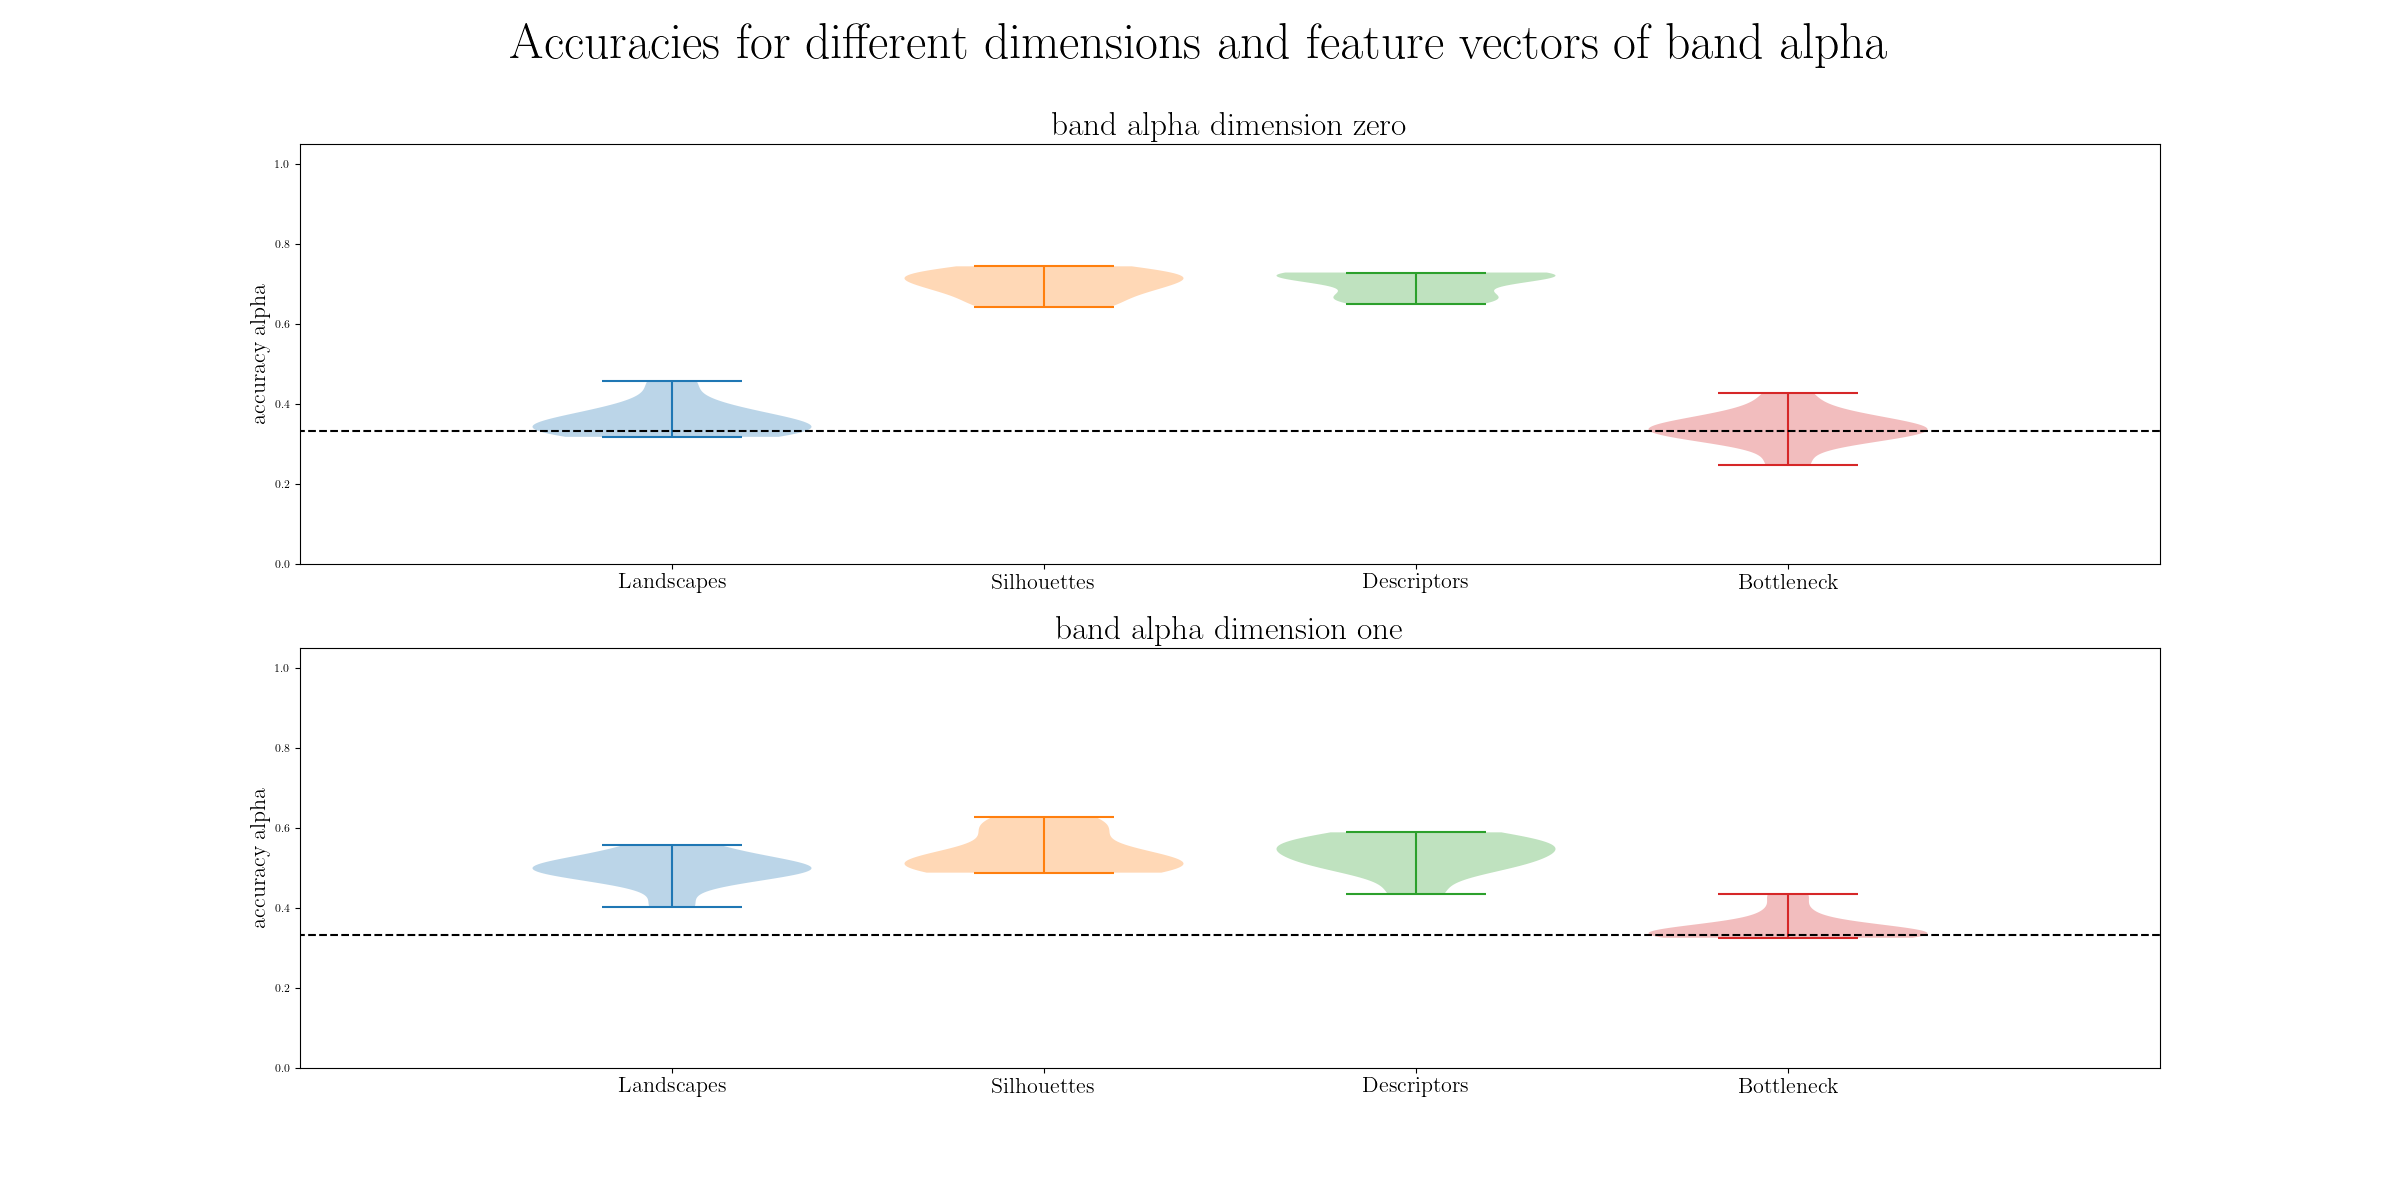 Accuracies for different dimensions and feature vectors of band alpha
band alpha dimension zero
accuracy alpha
1.0
0.8
0.6
0.4
0.2
0.0
Landscapes Silhouettes Descriptors Bottleneck
band alpha dimension one
accuracy alpha
1.0
0.8
0.6
0.4
0.2
0.0
Landscapes Silhouettes Descriptors Bottleneck